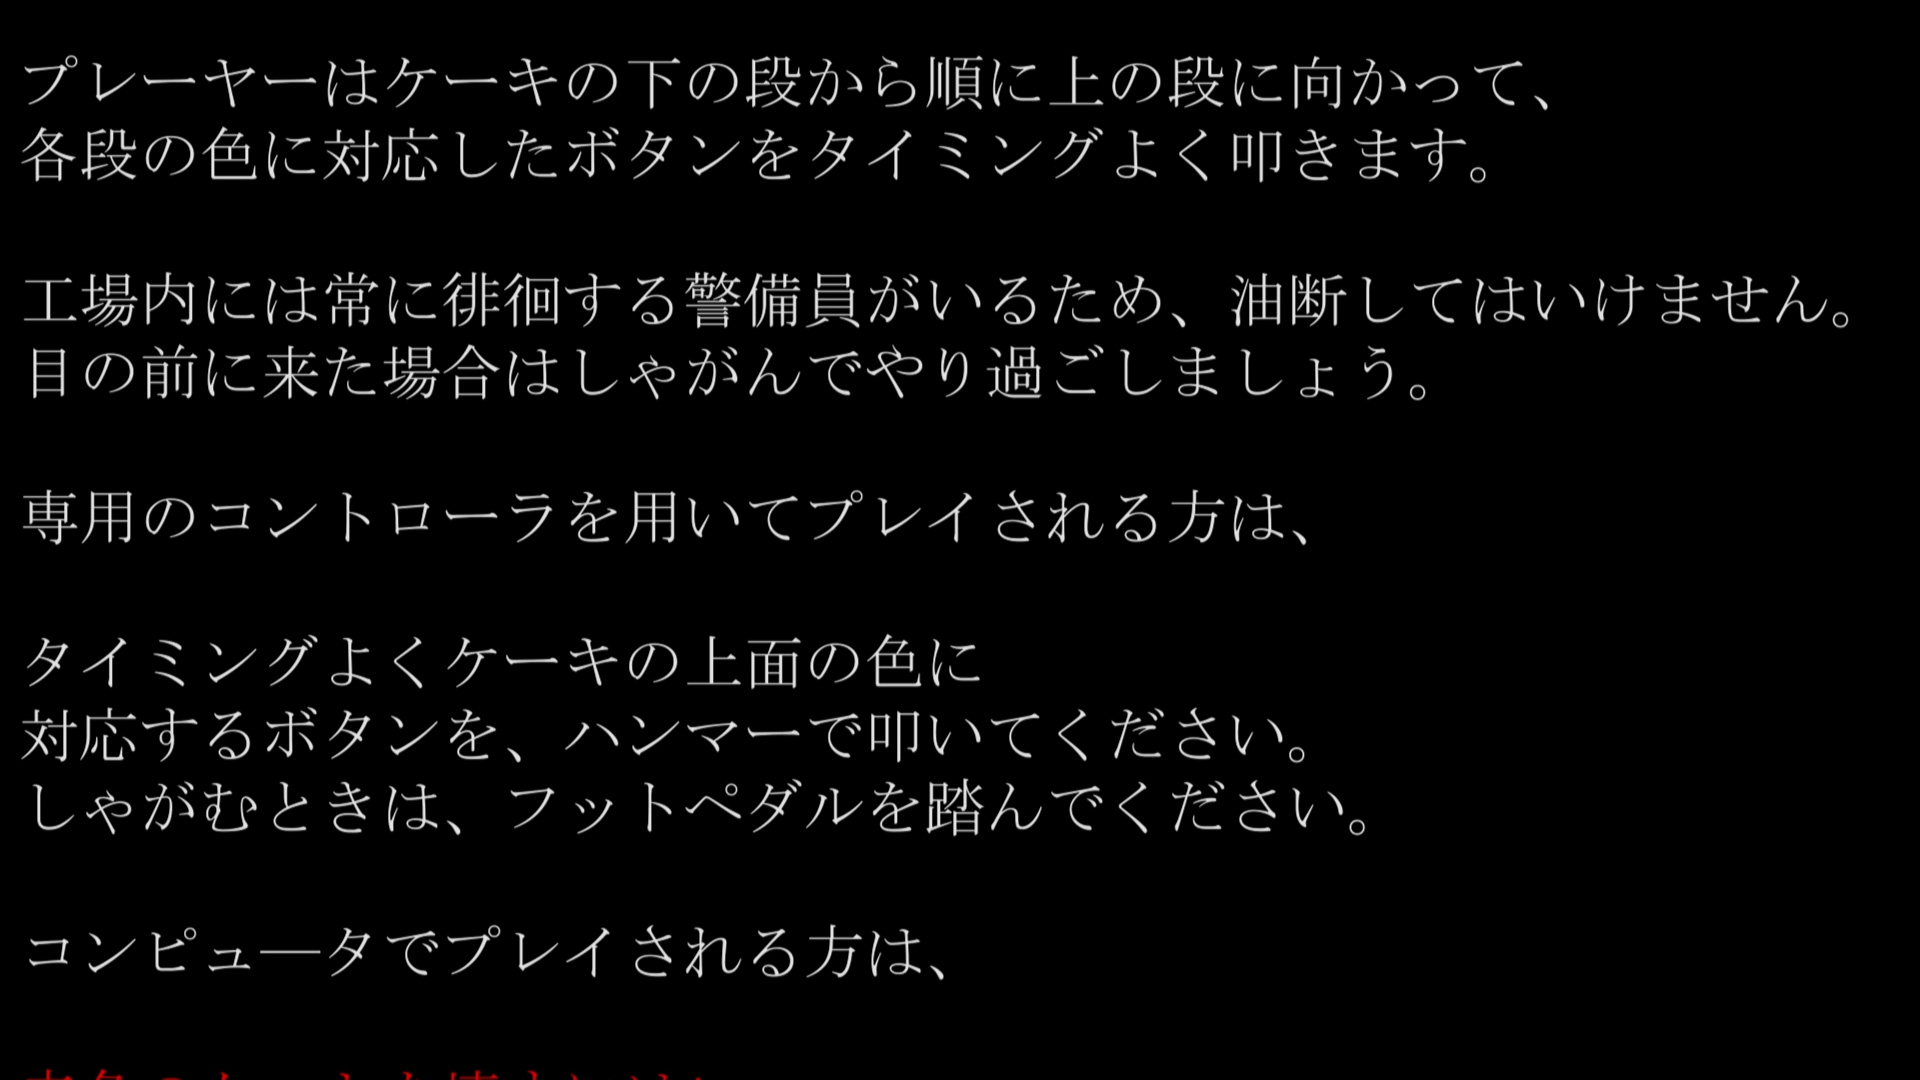 プレーヤーはケーキの下の段から順に上の段に向かって、
各段の色に対応したボタンをタイミングよく叩きます。
工場内には常に徘徊する警備員がいるため、油断してはいけません。
目の前に来た場合はしゃがんでやり過ごしましょう。
専用のコントローラを用いてプレイされる方は、
タイミングよくケーキの上面の色に
対応するボタンを、ハンマーで叩いてください。
しゃがむときは、フットペダルを踏んでください。
コンピュ―タでプレイされる方は、